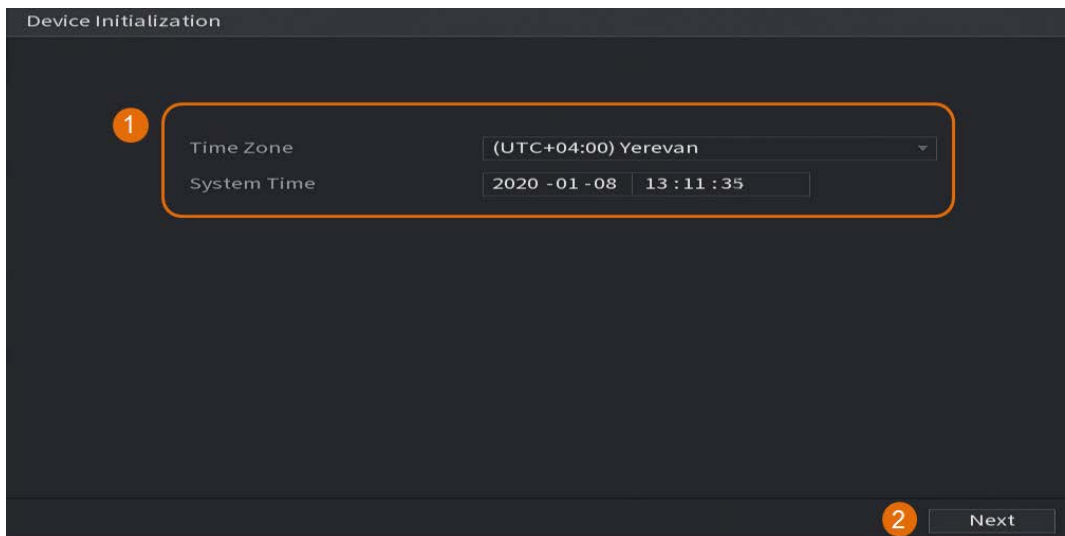 Device Initialization
1
Time Zone (UTC+04:00) Yerevan
System Time 2020 -01 -08 13 : 11 : 35
2 Next